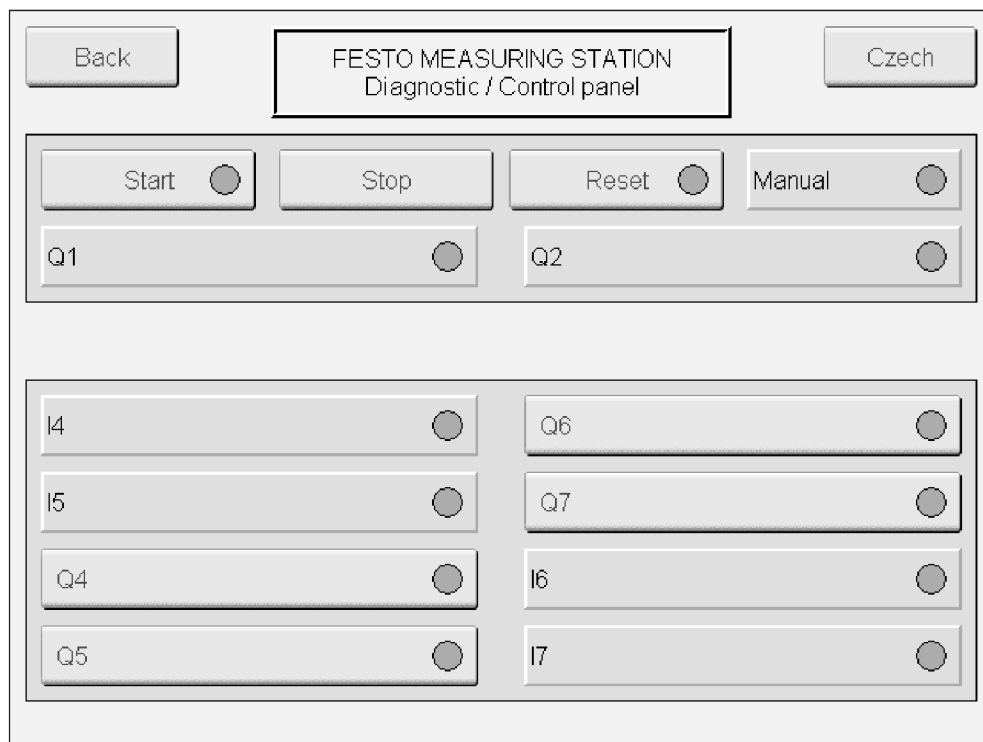 Back
FESTO MEASURING STATION
Diagnostic / Control panel
Czech
Start
Stop
Reset
Manual
Q1
Q2
I4
Q6
I5
Q7
Q4
I6
Q5
I7